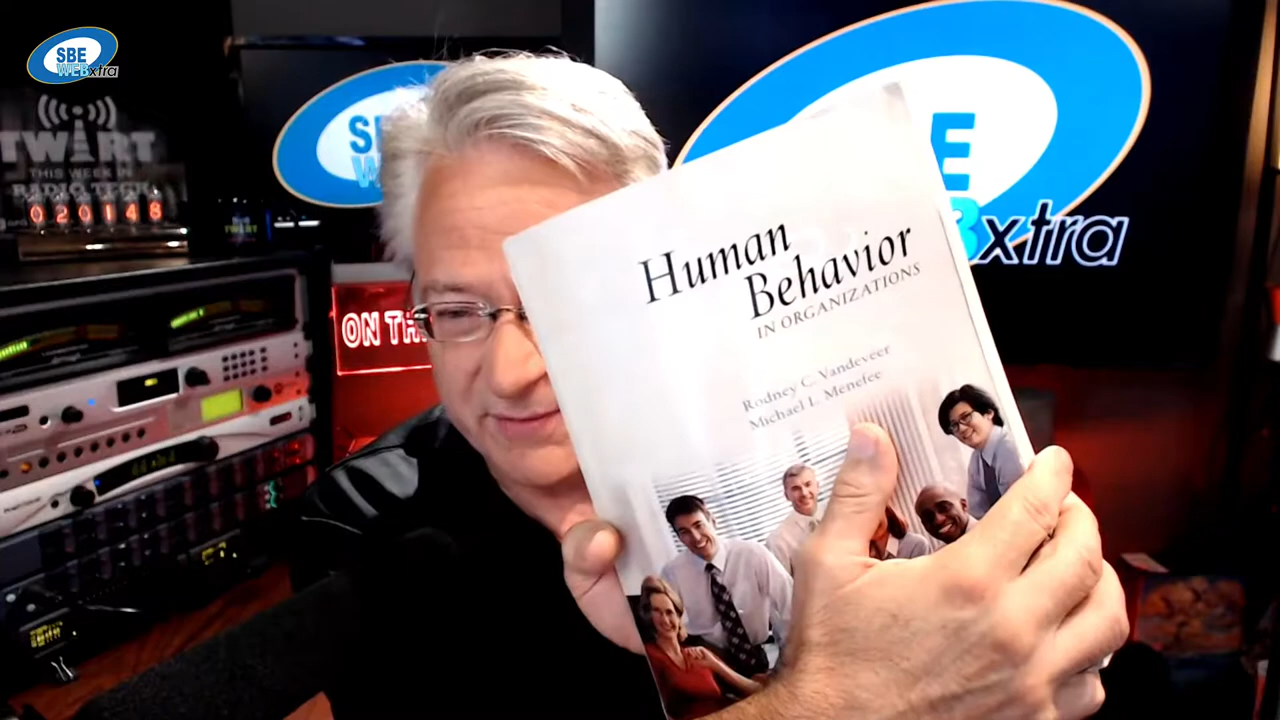 SBE
WEBxtra
TWiRT
THIS WEEK IN
RADIO TECH
020148
SB
W
E
Bxtra
ON TH
Human
Behavior
IN ORGANIZATIONS
Rodney C. Vandeveer
Michael L. Menefee